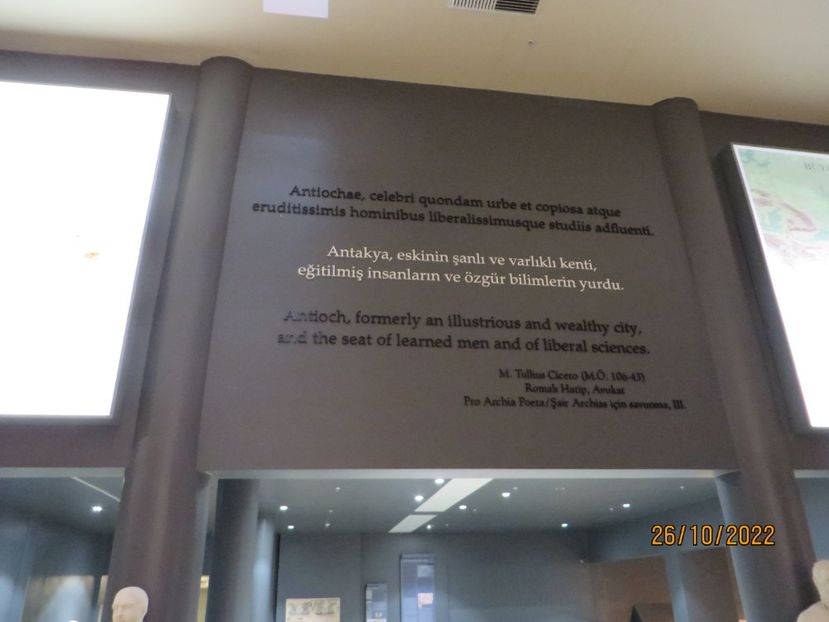 Antiochae, celebri quondam urbe et copiosa atque
eruditissimis hominibus liberalissimusque studiis adfluenti.
Antakya, eskinin şanlı ve varlıklı kenti,
eğitilmiş insanların ve özgür bilimlerin yurdu.
Antioch, formerly an illustrious and wealthy city,
and the seat of learned men and of liberal sciences.
M. Tullius Cicero (M.Ö. 106-43)
Romalı Hatip, Avukat
Pro Archia Poeta/Şair Archias için savunma, III.
26/10/2022